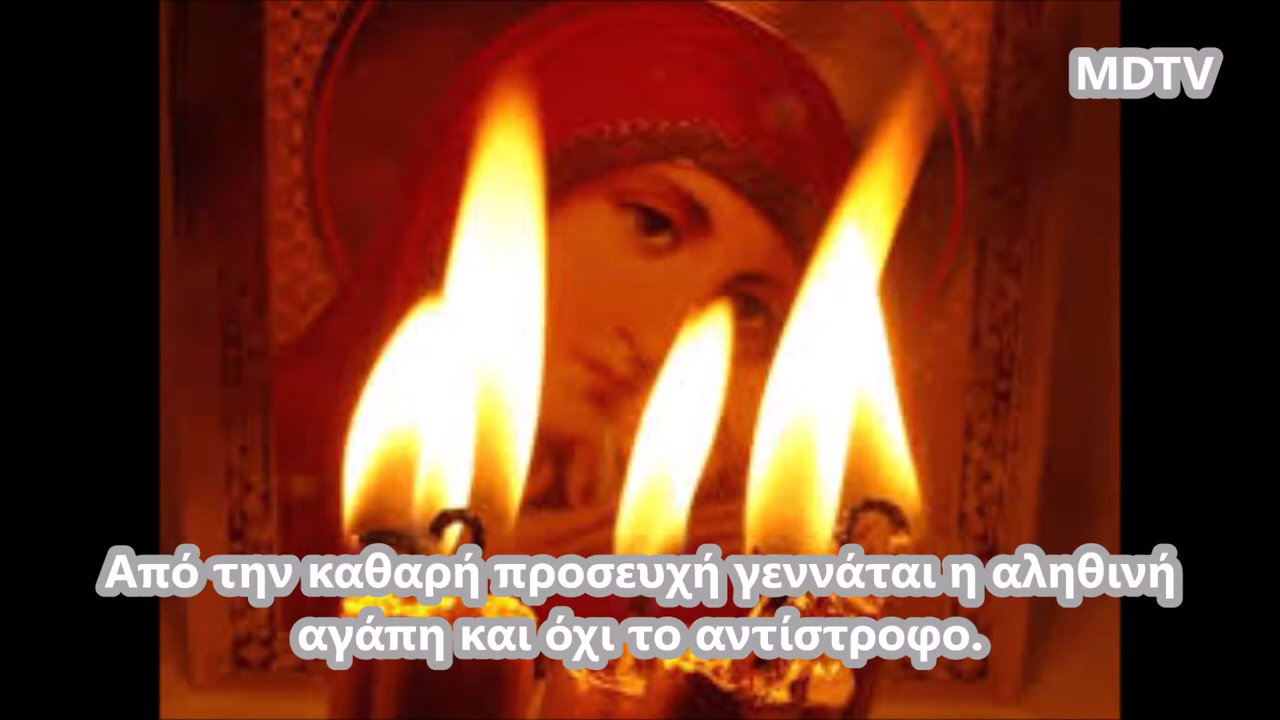 MDTV
Από την καθαρή προσευχή γεννάται η αληθινή
αγάπη και όχι το αντίστροφο.